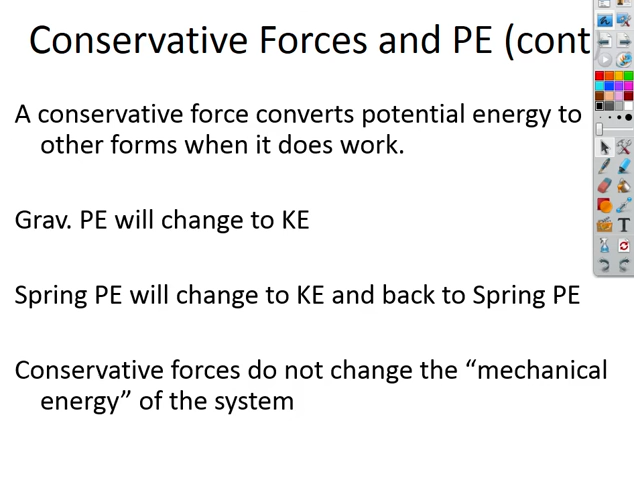 Conservative Forces and PE (cont
A conservative force converts potential energy to
other forms when it does work.
Grav. PE will change to KE
Spring PE will change to KE and back to Spring PE
Conservative forces do not change the “mechanical
energy” of the system
T